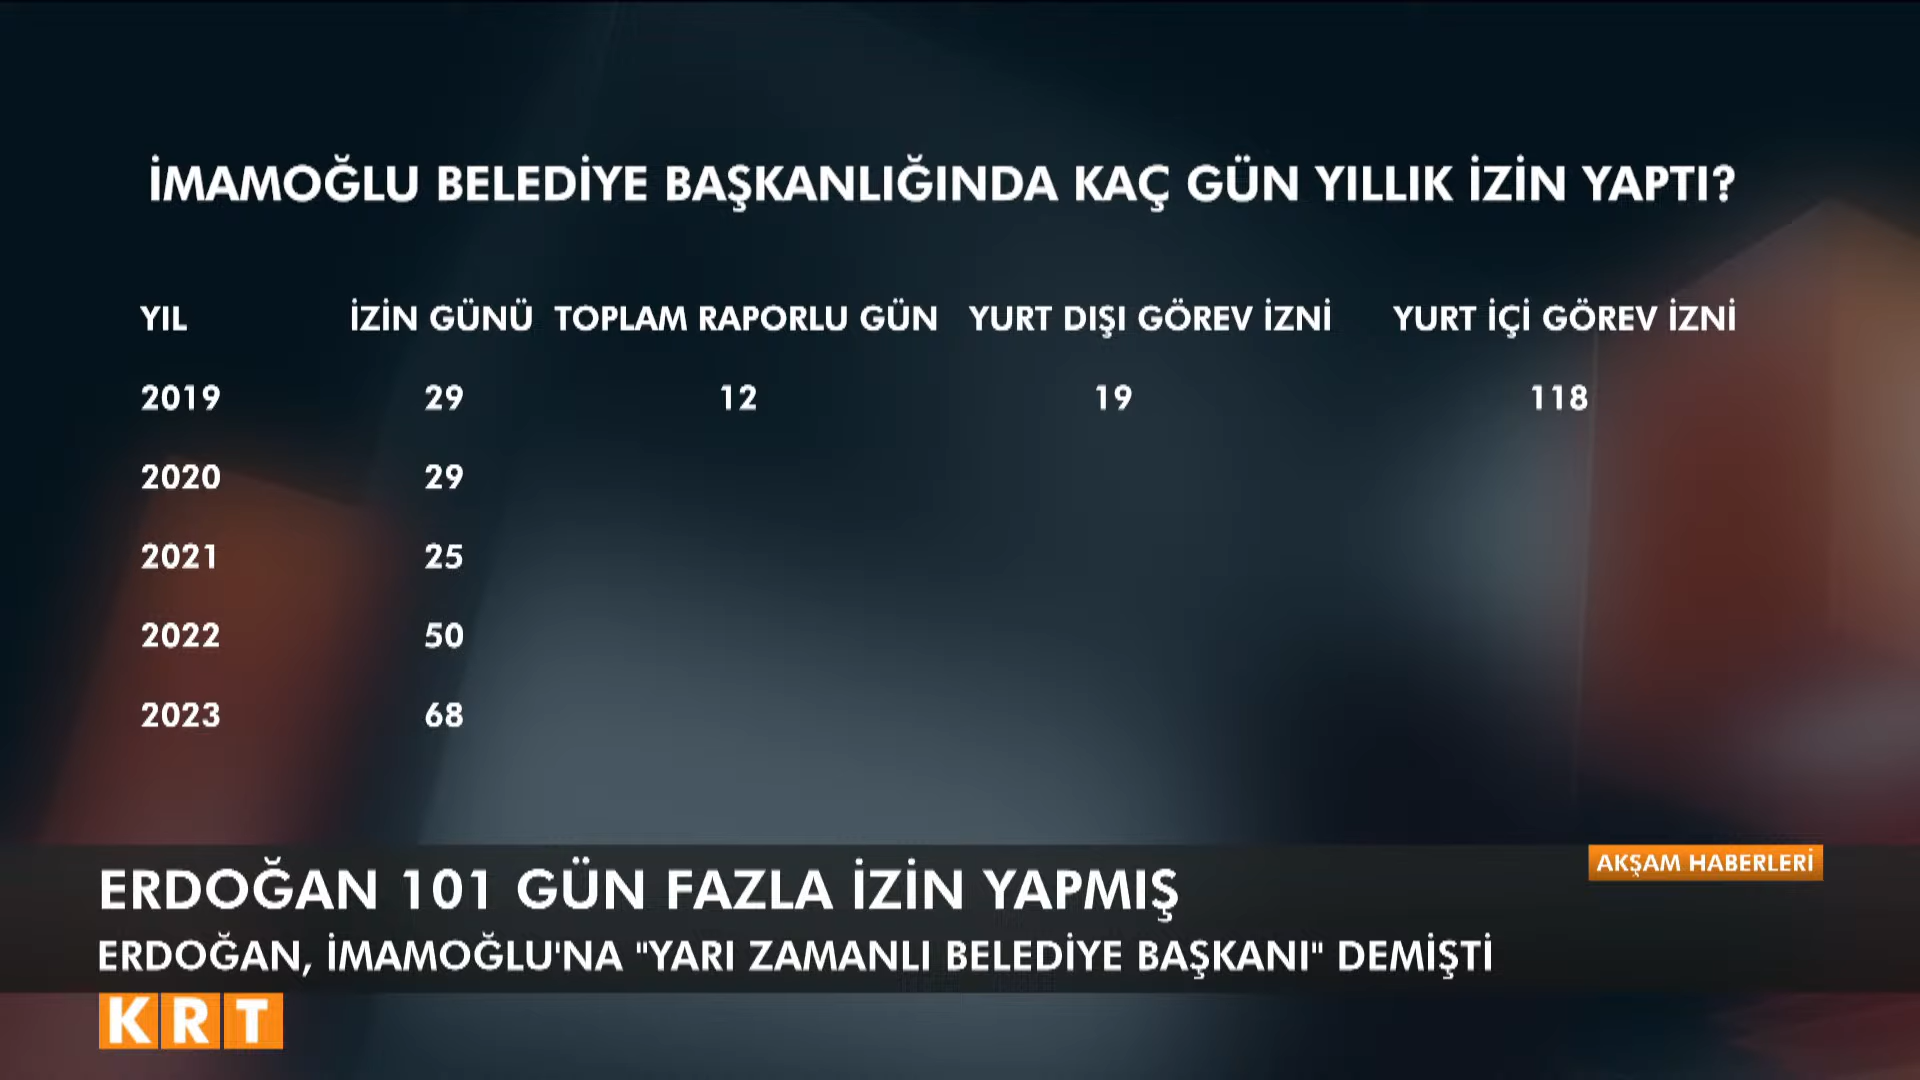 İMAMOĞLU BELEDİYE BAŞKANLIĞINDA KAÇ GÜN YILLIK İZİN YAPTI?
YIL İZİN GÜNÜ TOPLAM RAPORLU GÜN YURT DIŞI GÖREV İZNİ YURT İÇİ GÖREV İZNİ
2019 29 12 19 118
2020 29
2021 25
2022 50
2023 68
AKŞAM HABERLERİ
ERDOĞAN 101 GÜN FAZLA İZİN YAPMIŞ
ERDOĞAN, İMAMOĞLU'NA "YARI ZAMANLI BELEDİYE BAŞKANI" DEMİŞTİ
KRT